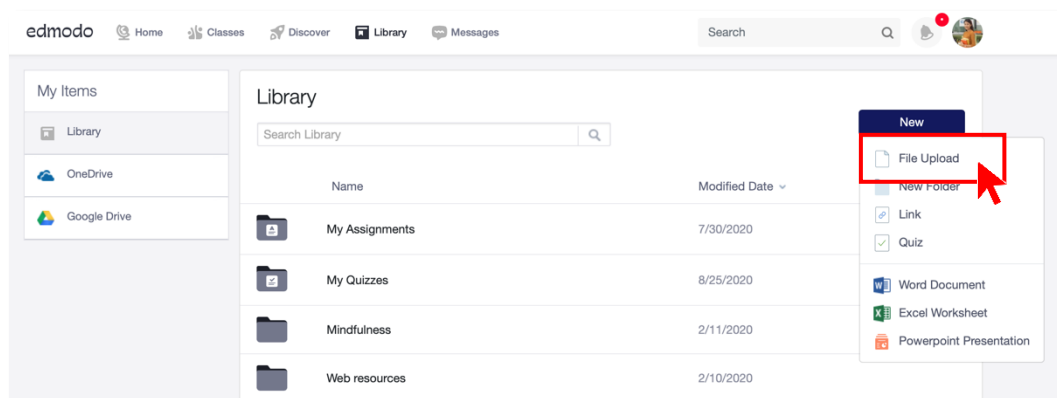 edmodo Home Classes Discover Library Messages Search
My Items
Library
OneDrive
Google Drive
Library
Search Library
New
Name Modified Date
My Assignments 7/30/2020
My Quizzes 8/25/2020
Mindfulness 2/11/2020
Web resources 2/10/2020
File Upload
New Folder
Link
Quiz
Word Document
Excel Worksheet
Powerpoint Presentation